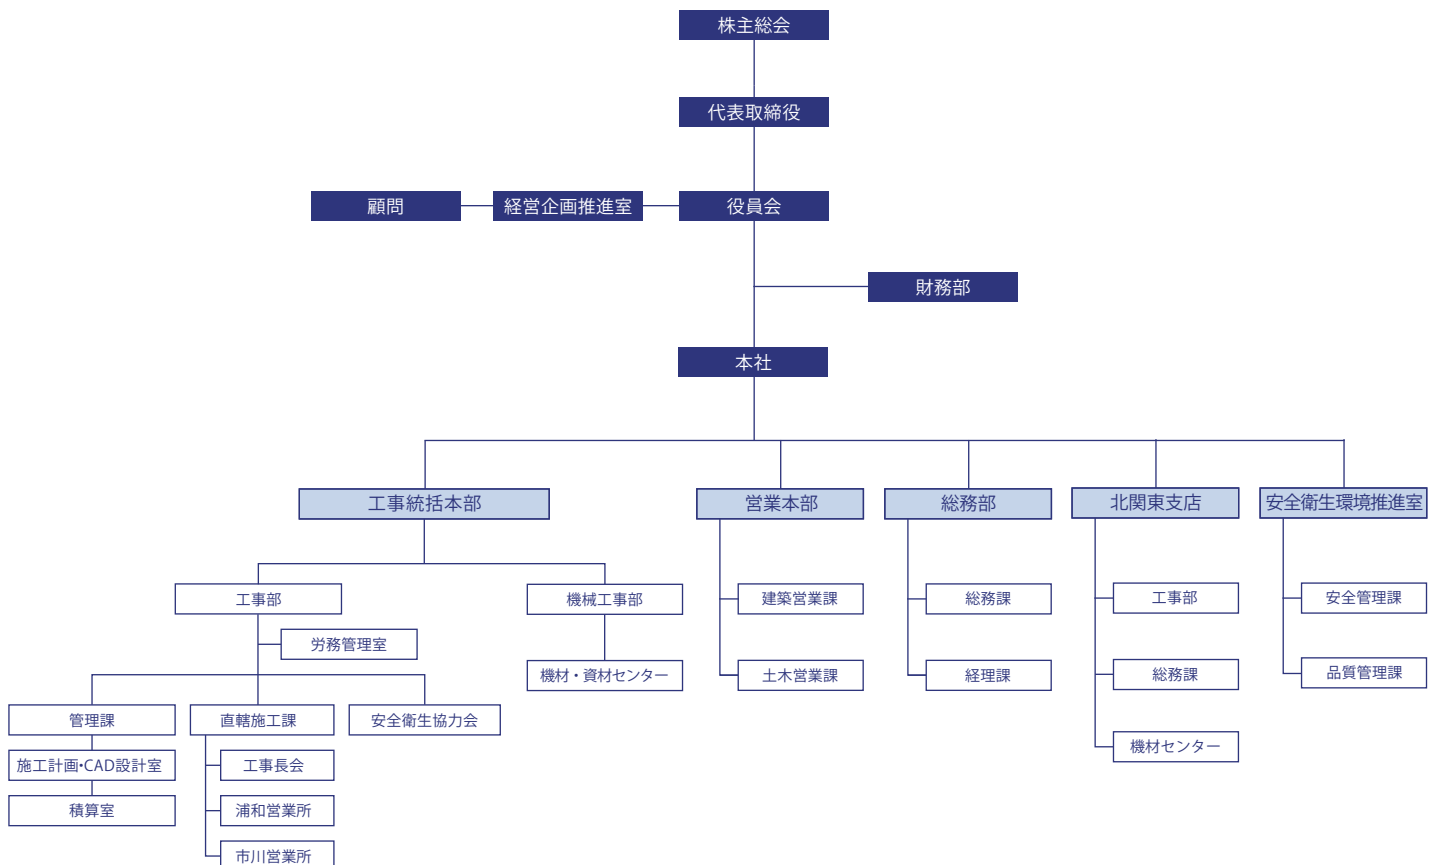 株主総会
代表取締役
顧問
経営企画推進室
役員会
財務部
本社
工事統括本部
営業本部
総務部
北関東支店
安全衛生環境推進室
工事部
機械工事部
建築営業課
総務課
工事部
安全管理課
労務管理室
機材・資材センター
土木営業課
経理課
総務課
品質管理課
管理課
直轄施工課
安全衛生協力会
機材センター
施工計画・CAD設計室
工事長会
積算室
浦和営業所
市川営業所